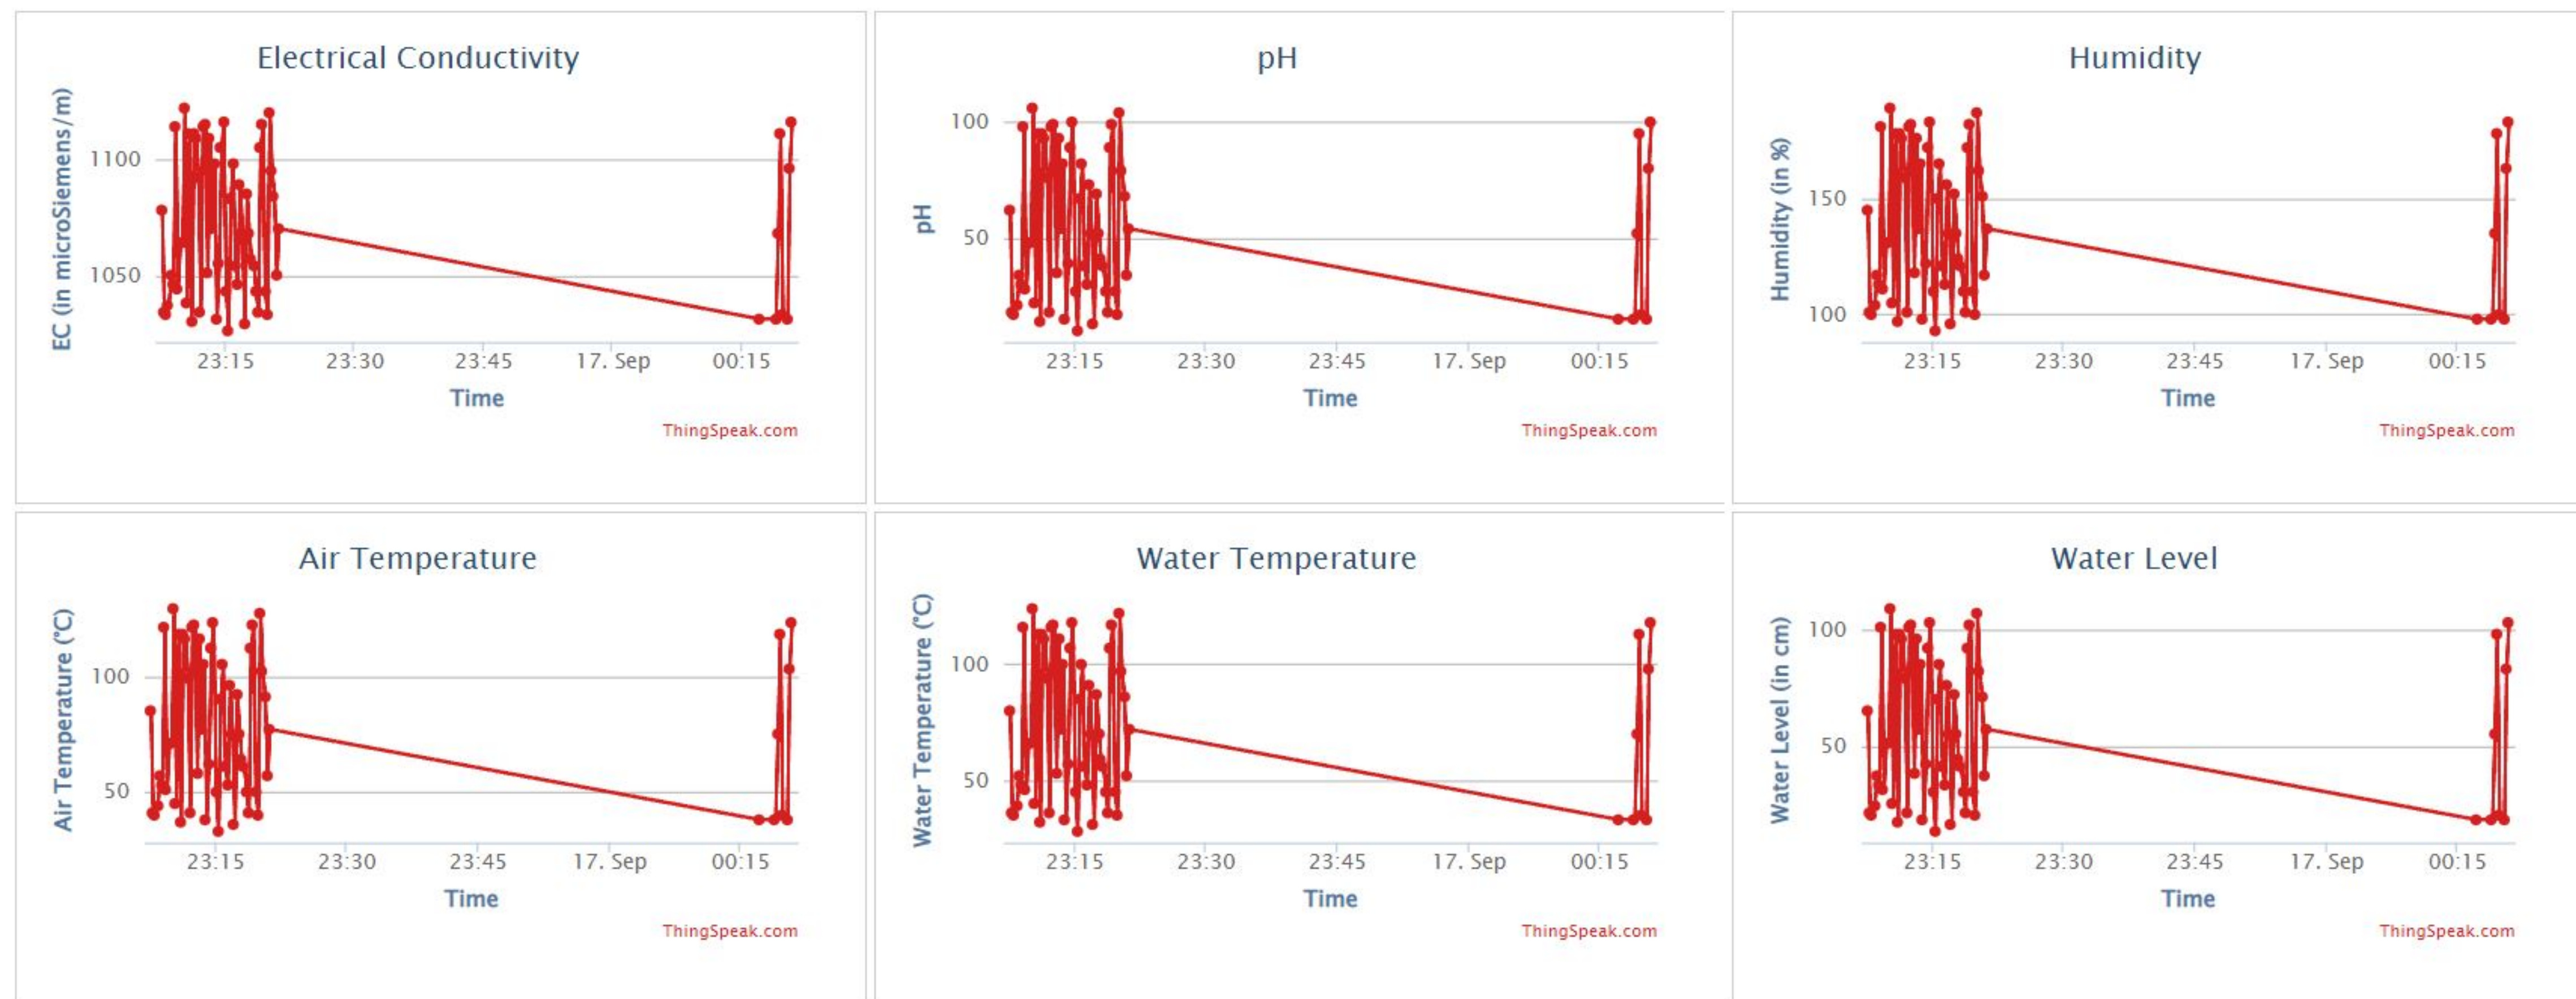 Electrical Conductivity
EC (in microSiemens/m)
1100
1050
23:15 23:30 23:45 17. Sep 00:15
Time
ThingSpeak.com
pH
pH
100
50
23:15 23:30 23:45 17. Sep 00:15
Time
ThingSpeak.com
Humidity
Humidity (in %)
150
100
23:15 23:30 23:45 17. Sep 00:15
Time
ThingSpeak.com
Air Temperature
Air Temperature (°C)
100
50
23:15 23:30 23:45 17. Sep 00:15
Time
ThingSpeak.com
Water Temperature
Water Temperature (°C)
100
50
23:15 23:30 23:45 17. Sep 00:15
Time
ThingSpeak.com
Water Level
Water Level (in cm)
100
50
23:15 23:30 23:45 17. Sep 00:15
Time
ThingSpeak.com